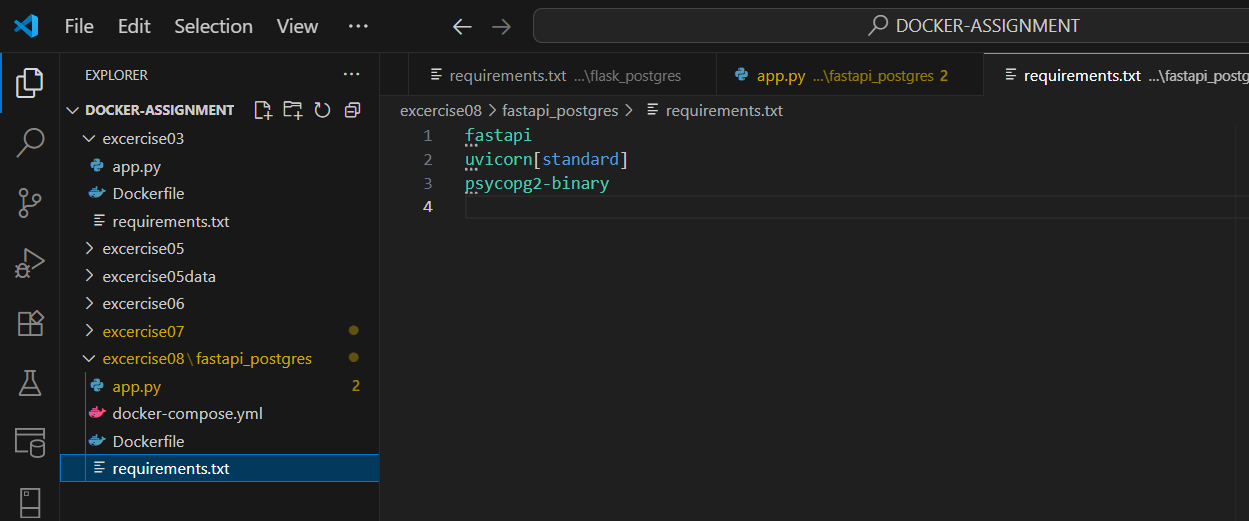 File Edit Selection View ··· ← → DOCKER-ASSIGNMENT
EXPLORER ···
DOCKER-ASSIGNMENT
excercise03
app.py
Dockerfile
requirements.txt
excercise05
excercise05data
excercise06
excercise07
excercise08\fastapi_postgres
app.py 2
docker-compose.yml
Dockerfile
requirements.txt
requirements.txt ...\flask_postgres
app.py ...\fastapi_postgres 2
requirements.txt ...\fastapi_postg
excercise08 > fastapi_postgres > requirements.txt
1 fastapi
2 uvicorn[standard]
3 psycopg2-binary
4